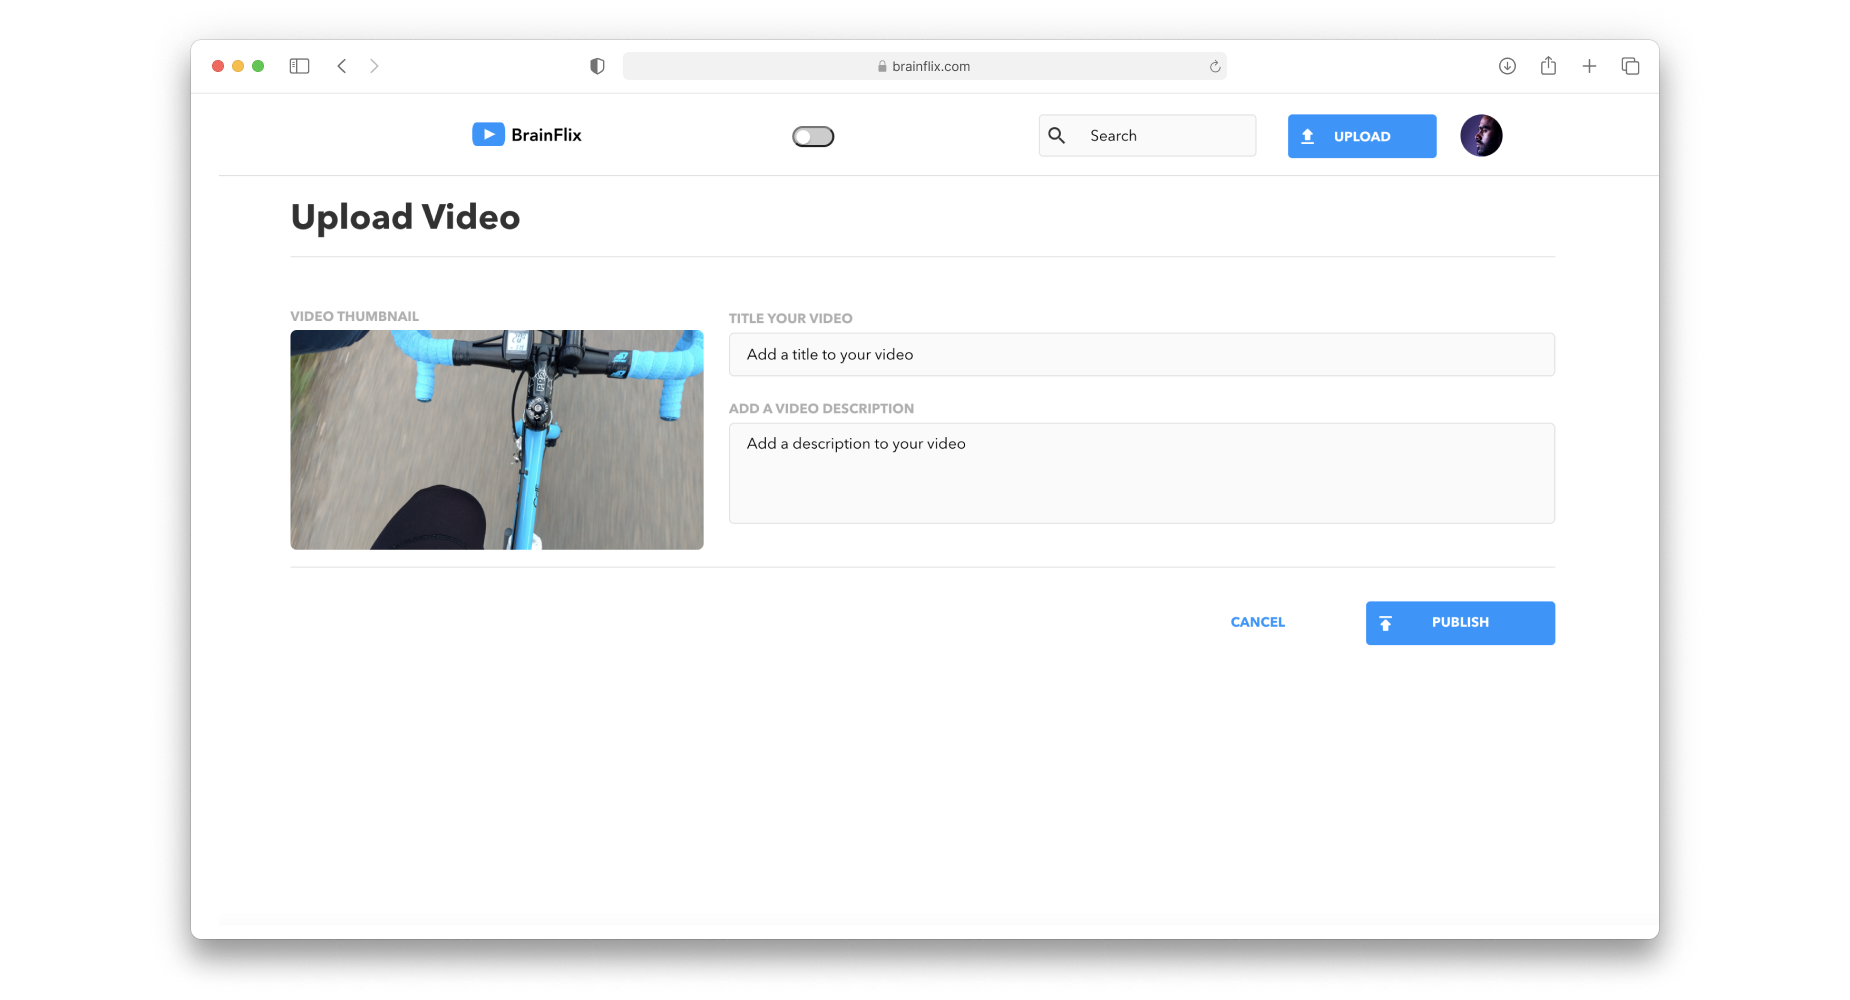 brainflix.com
BrainFlix
Search
UPLOAD
Upload Video
VIDEO THUMBNAIL
TITLE YOUR VIDEO
Add a title to your video
ADD A VIDEO DESCRIPTION
Add a description to your video
CANCEL
PUBLISH